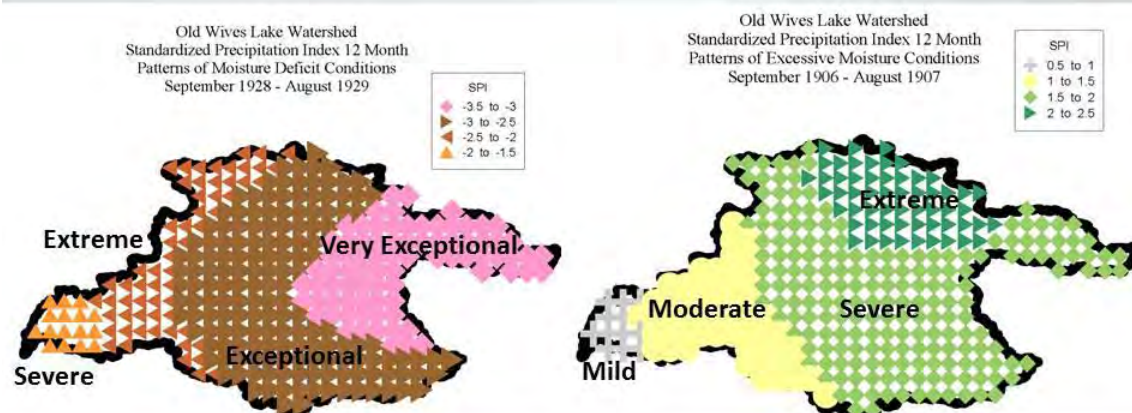 Old Wives Lake Watershed
Standardized Precipitation Index 12 Month
Patterns of Moisture Deficit Conditions
September 1928 - August 1929
SPI
-3.5 to -3
-3 to -2.5
-2.5 to -2
-2 to -1.5
Extreme
Very Exceptional
Exceptional
Severe
Old Wives Lake Watershed
Standardized Precipitation Index 12 Month
Patterns of Excessive Moisture Conditions
September 1906 - August 1907
SPI
0.5 to 1
1 to 1.5
1.5 to 2
2 to 2.5
Extreme
Moderate
Severe
Mild